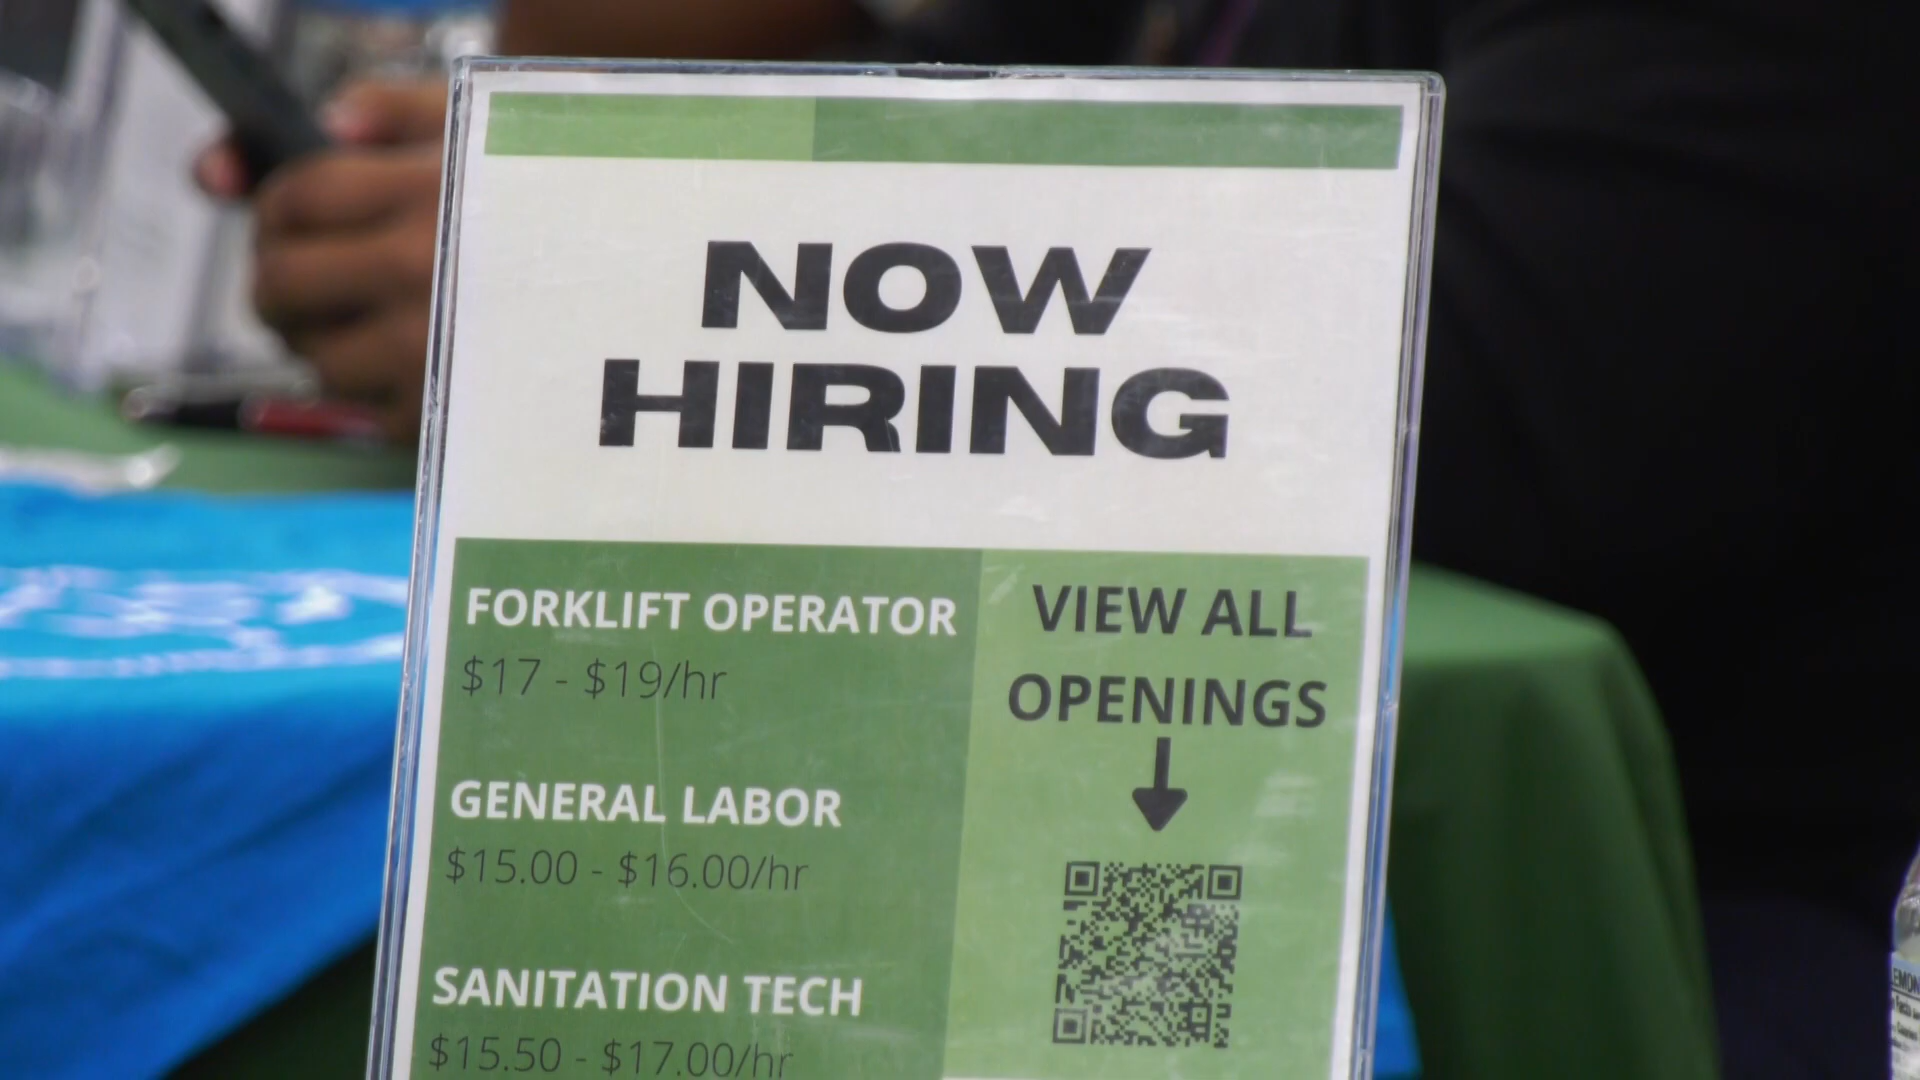 NOW
HIRING
FORKLIFT OPERATOR
$17 - $19/hr
GENERAL LABOR
$15.00 - $16.00/hr
SANITATION TECH
$15.50 - $17.00/hr
VIEW ALL
OPENINGS